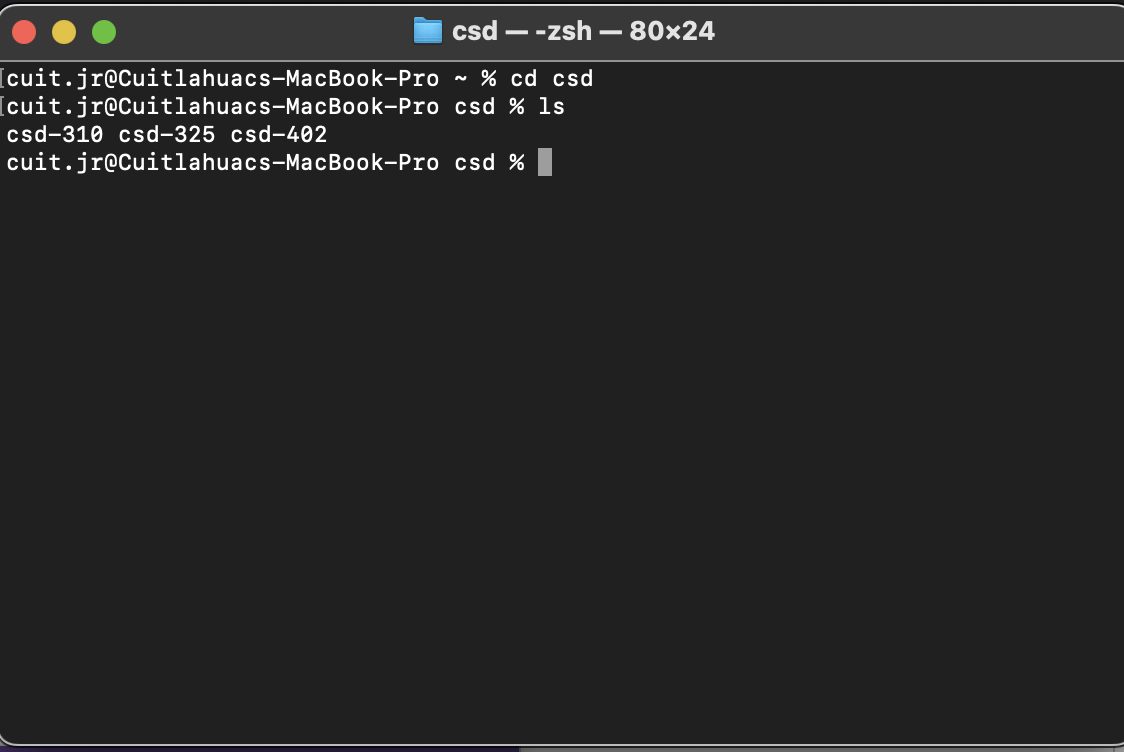 csd — -zsh — 80×24
[cuit.jr@Cuitlahuacs-MacBook-Pro ~ % cd csd
[cuit.jr@Cuitlahuacs-MacBook-Pro csd % ls
csd-310 csd-325 csd-402
cuit.jr@Cuitlahuacs-MacBook-Pro csd %